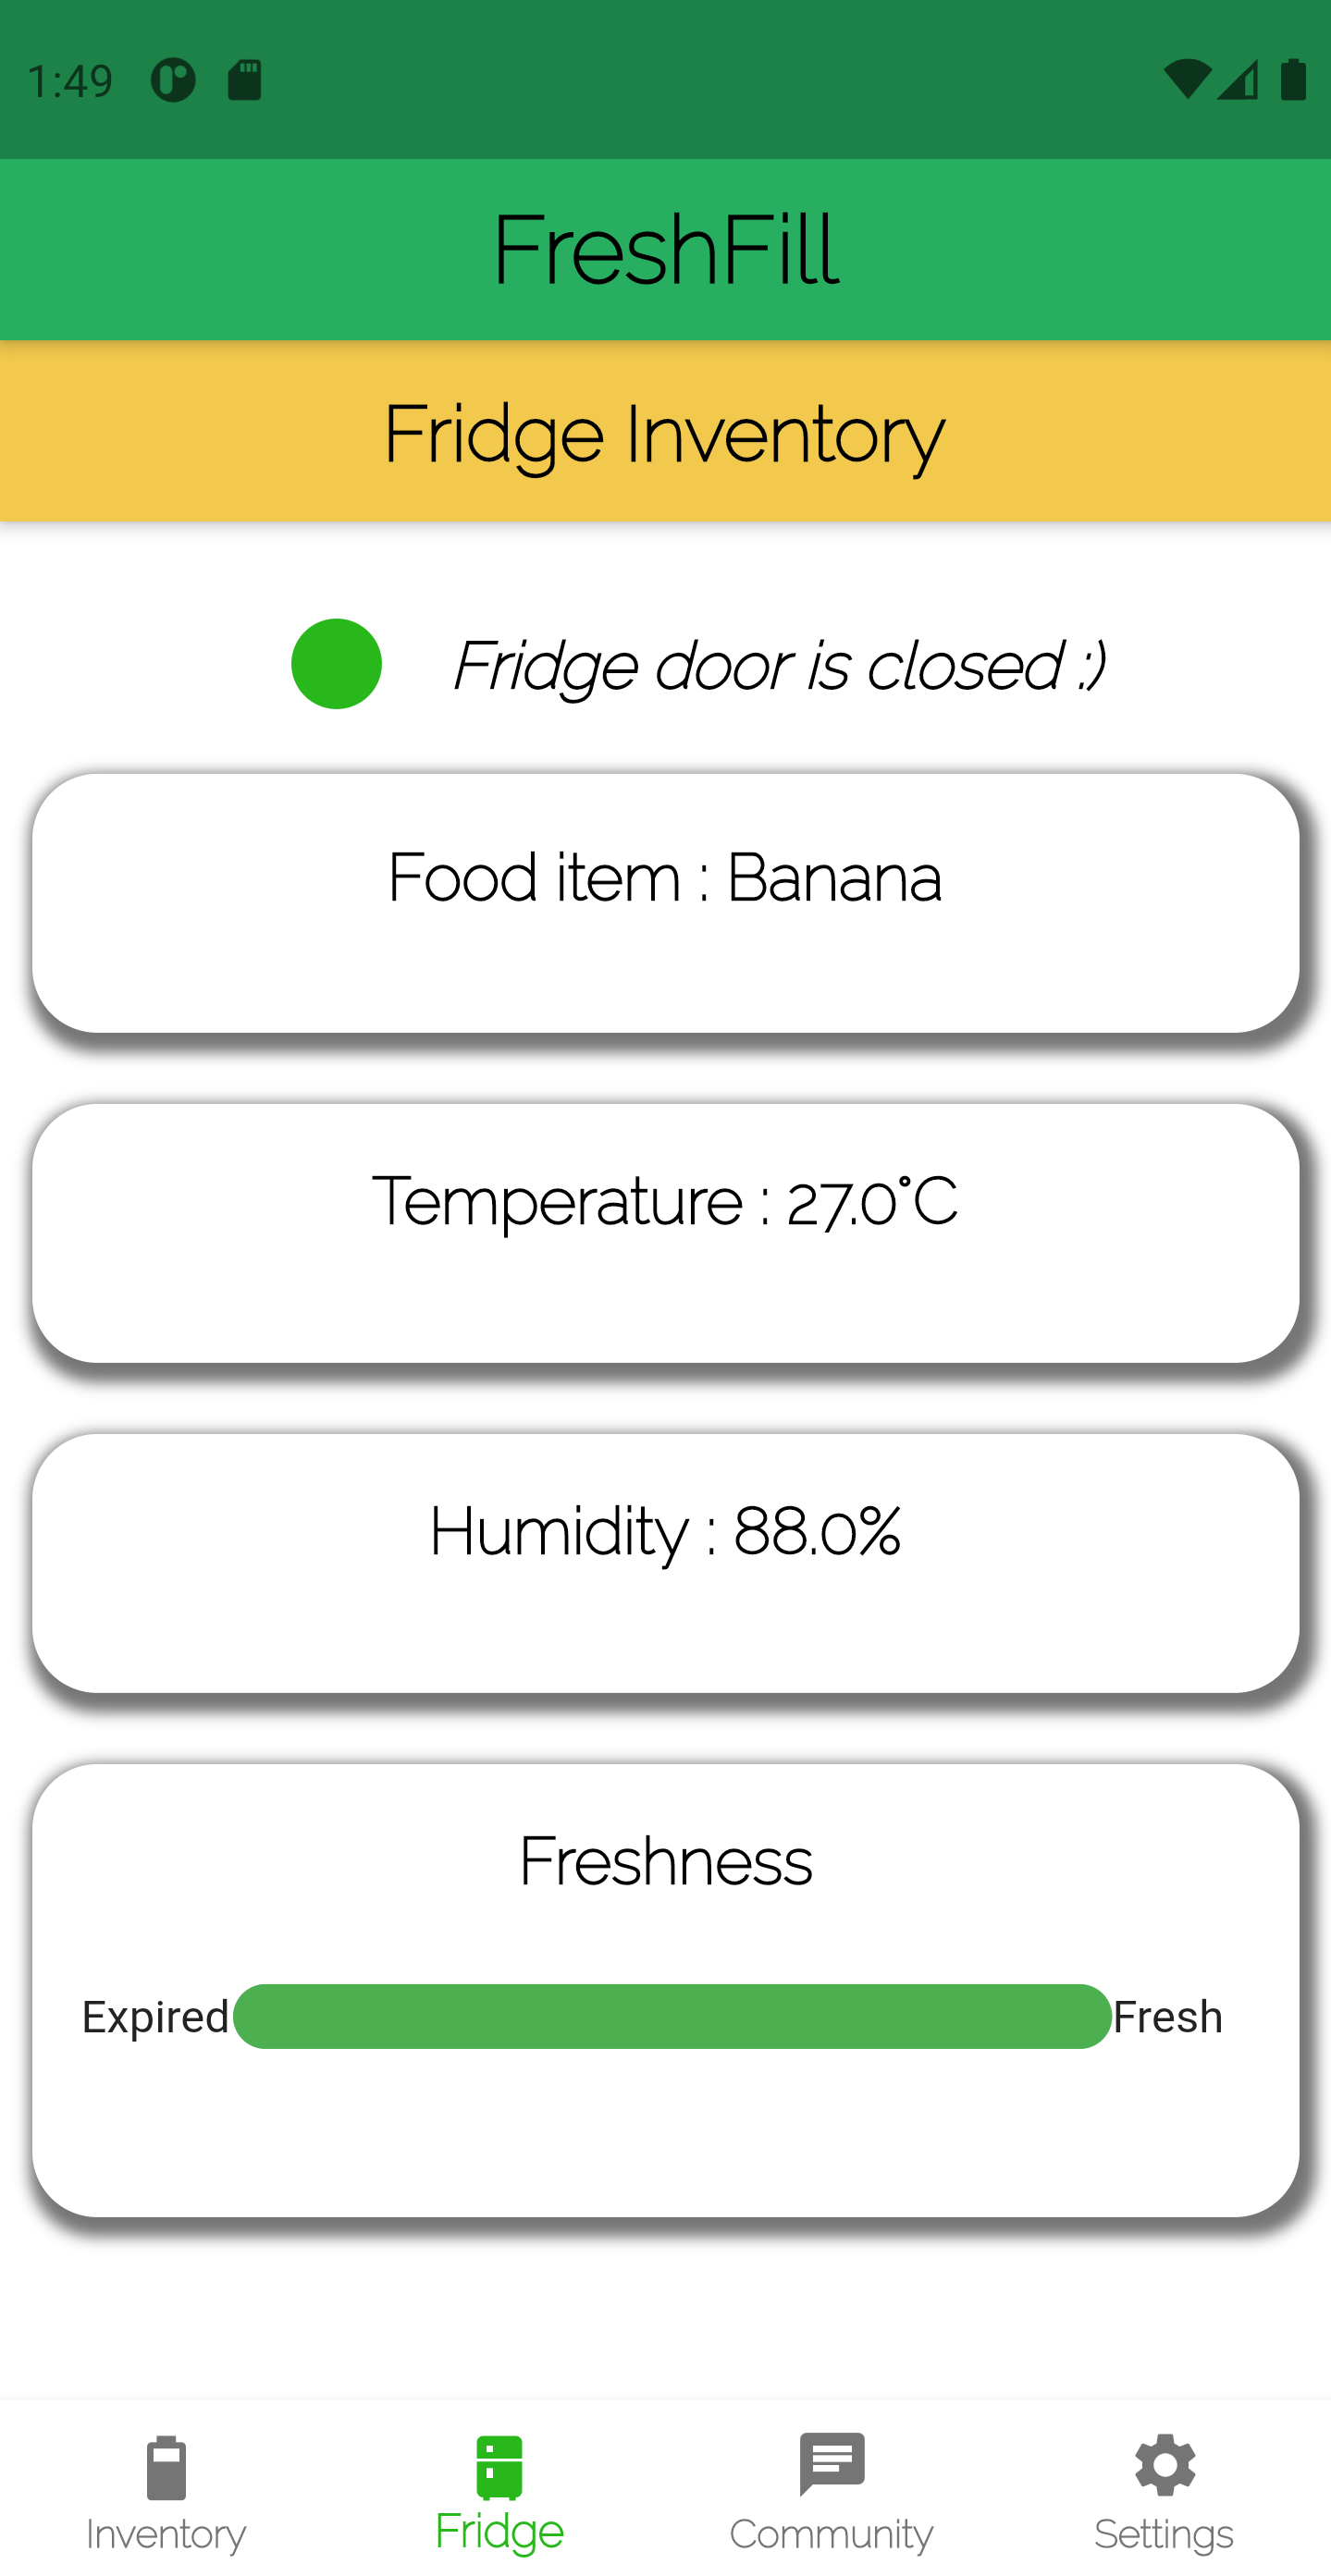 1:49
FreshFill
Fridge Inventory
Fridge door is closed :)
Food item : Banana
Temperature : 27.0°C
Humidity : 88.0%
Freshness
Expired Fresh
Inventory Fridge Community Settings